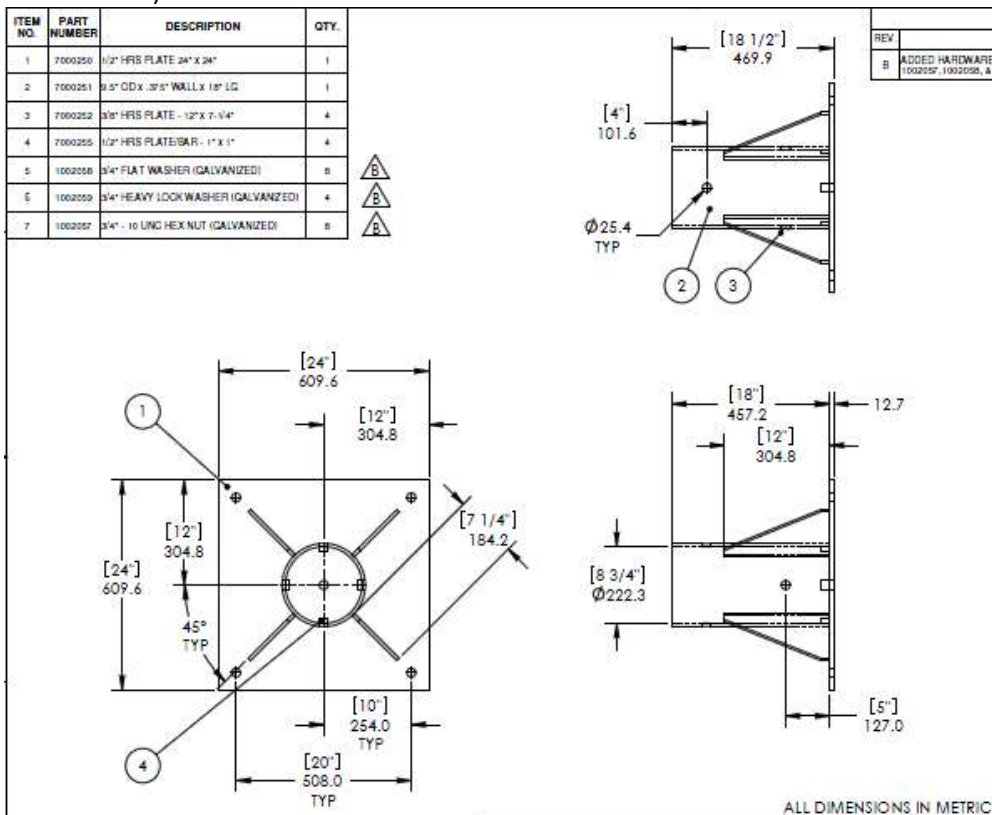 ITEM NO. PART NUMBER DESCRIPTION QTY.
1 7000250 1/2" HRS PLATE 24" X 24" 1
2 7000251 9.5" OD X .375" WALL X 18" LG 1
3 7000252 3/8" HRS PLATE - 12" X 7-1/4" 4
4 7000255 1/2" HRS PLATE/BAR - 1" X 1" 4
5 1002058 3/4" FLAT WASHER (GALVANIZED) 8
6 1002059 3/4" HEAVY LOCK WASHER (GALVANIZED) 4
7 1002057 3/4" - 10 UNC HEX NUT (GALVANIZED) 8
B
B
B
REV.
B ADDED HARDWARE
1002057, 1002058, &
[18 1/2"]
469.9
[4"]
101.6
Ø25.4
TYP
2
3
[24"]
609.6
[12"]
304.8
1
[12"]
304.8
[24"]
609.6
45°
TYP
[7 1/4"]
184.2
[10"]
254.0
TYP
[20"]
508.0
TYP
4
[18"]
457.2
12.7
[12"]
304.8
[8 3/4"]
Ø222.3
[5"]
127.0
ALL DIMENSIONS IN METRIC